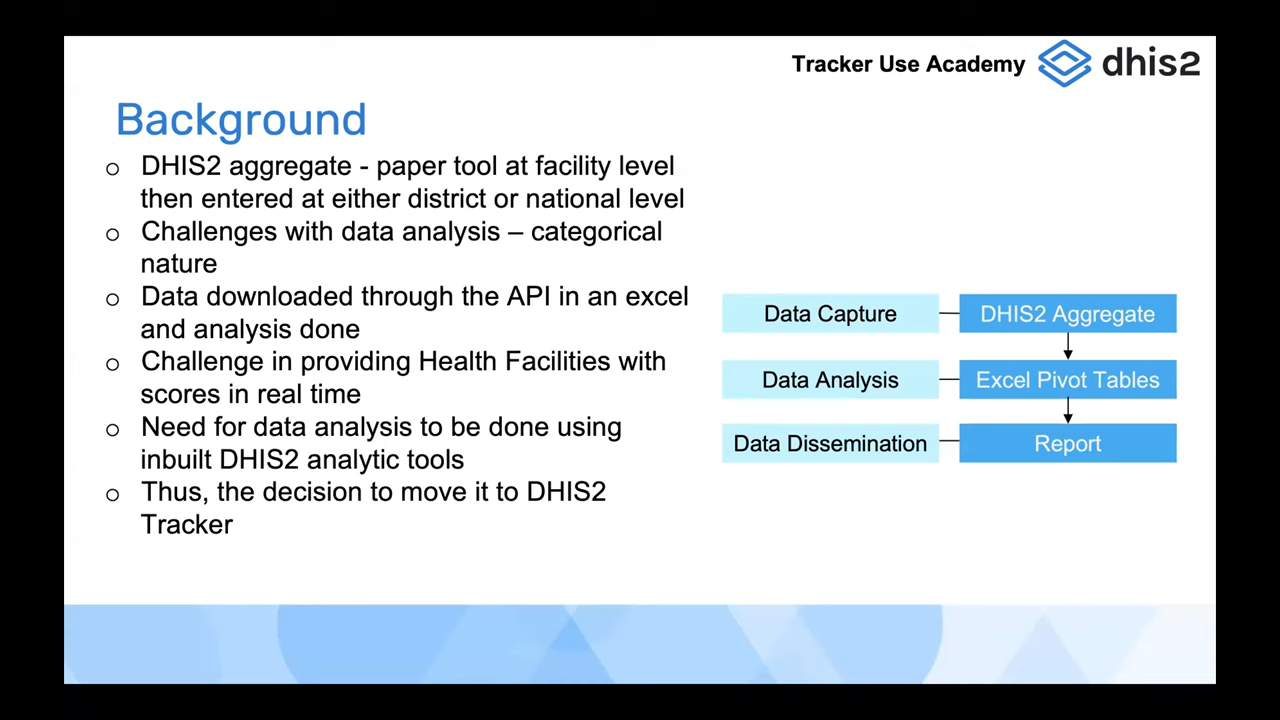 Tracker Use Academy dhis2
Background
DHIS2 aggregate - paper tool at facility level
then entered at either district or national level
Challenges with data analysis – categorical
nature
Data downloaded through the API in an excel
and analysis done
Challenge in providing Health Facilities with
scores in real time
Need for data analysis to be done using
inbuilt DHIS2 analytic tools
Thus, the decision to move it to DHIS2
Tracker
Data Capture DHIS2 Aggregate
Data Analysis Excel Pivot Tables
Data Dissemination Report